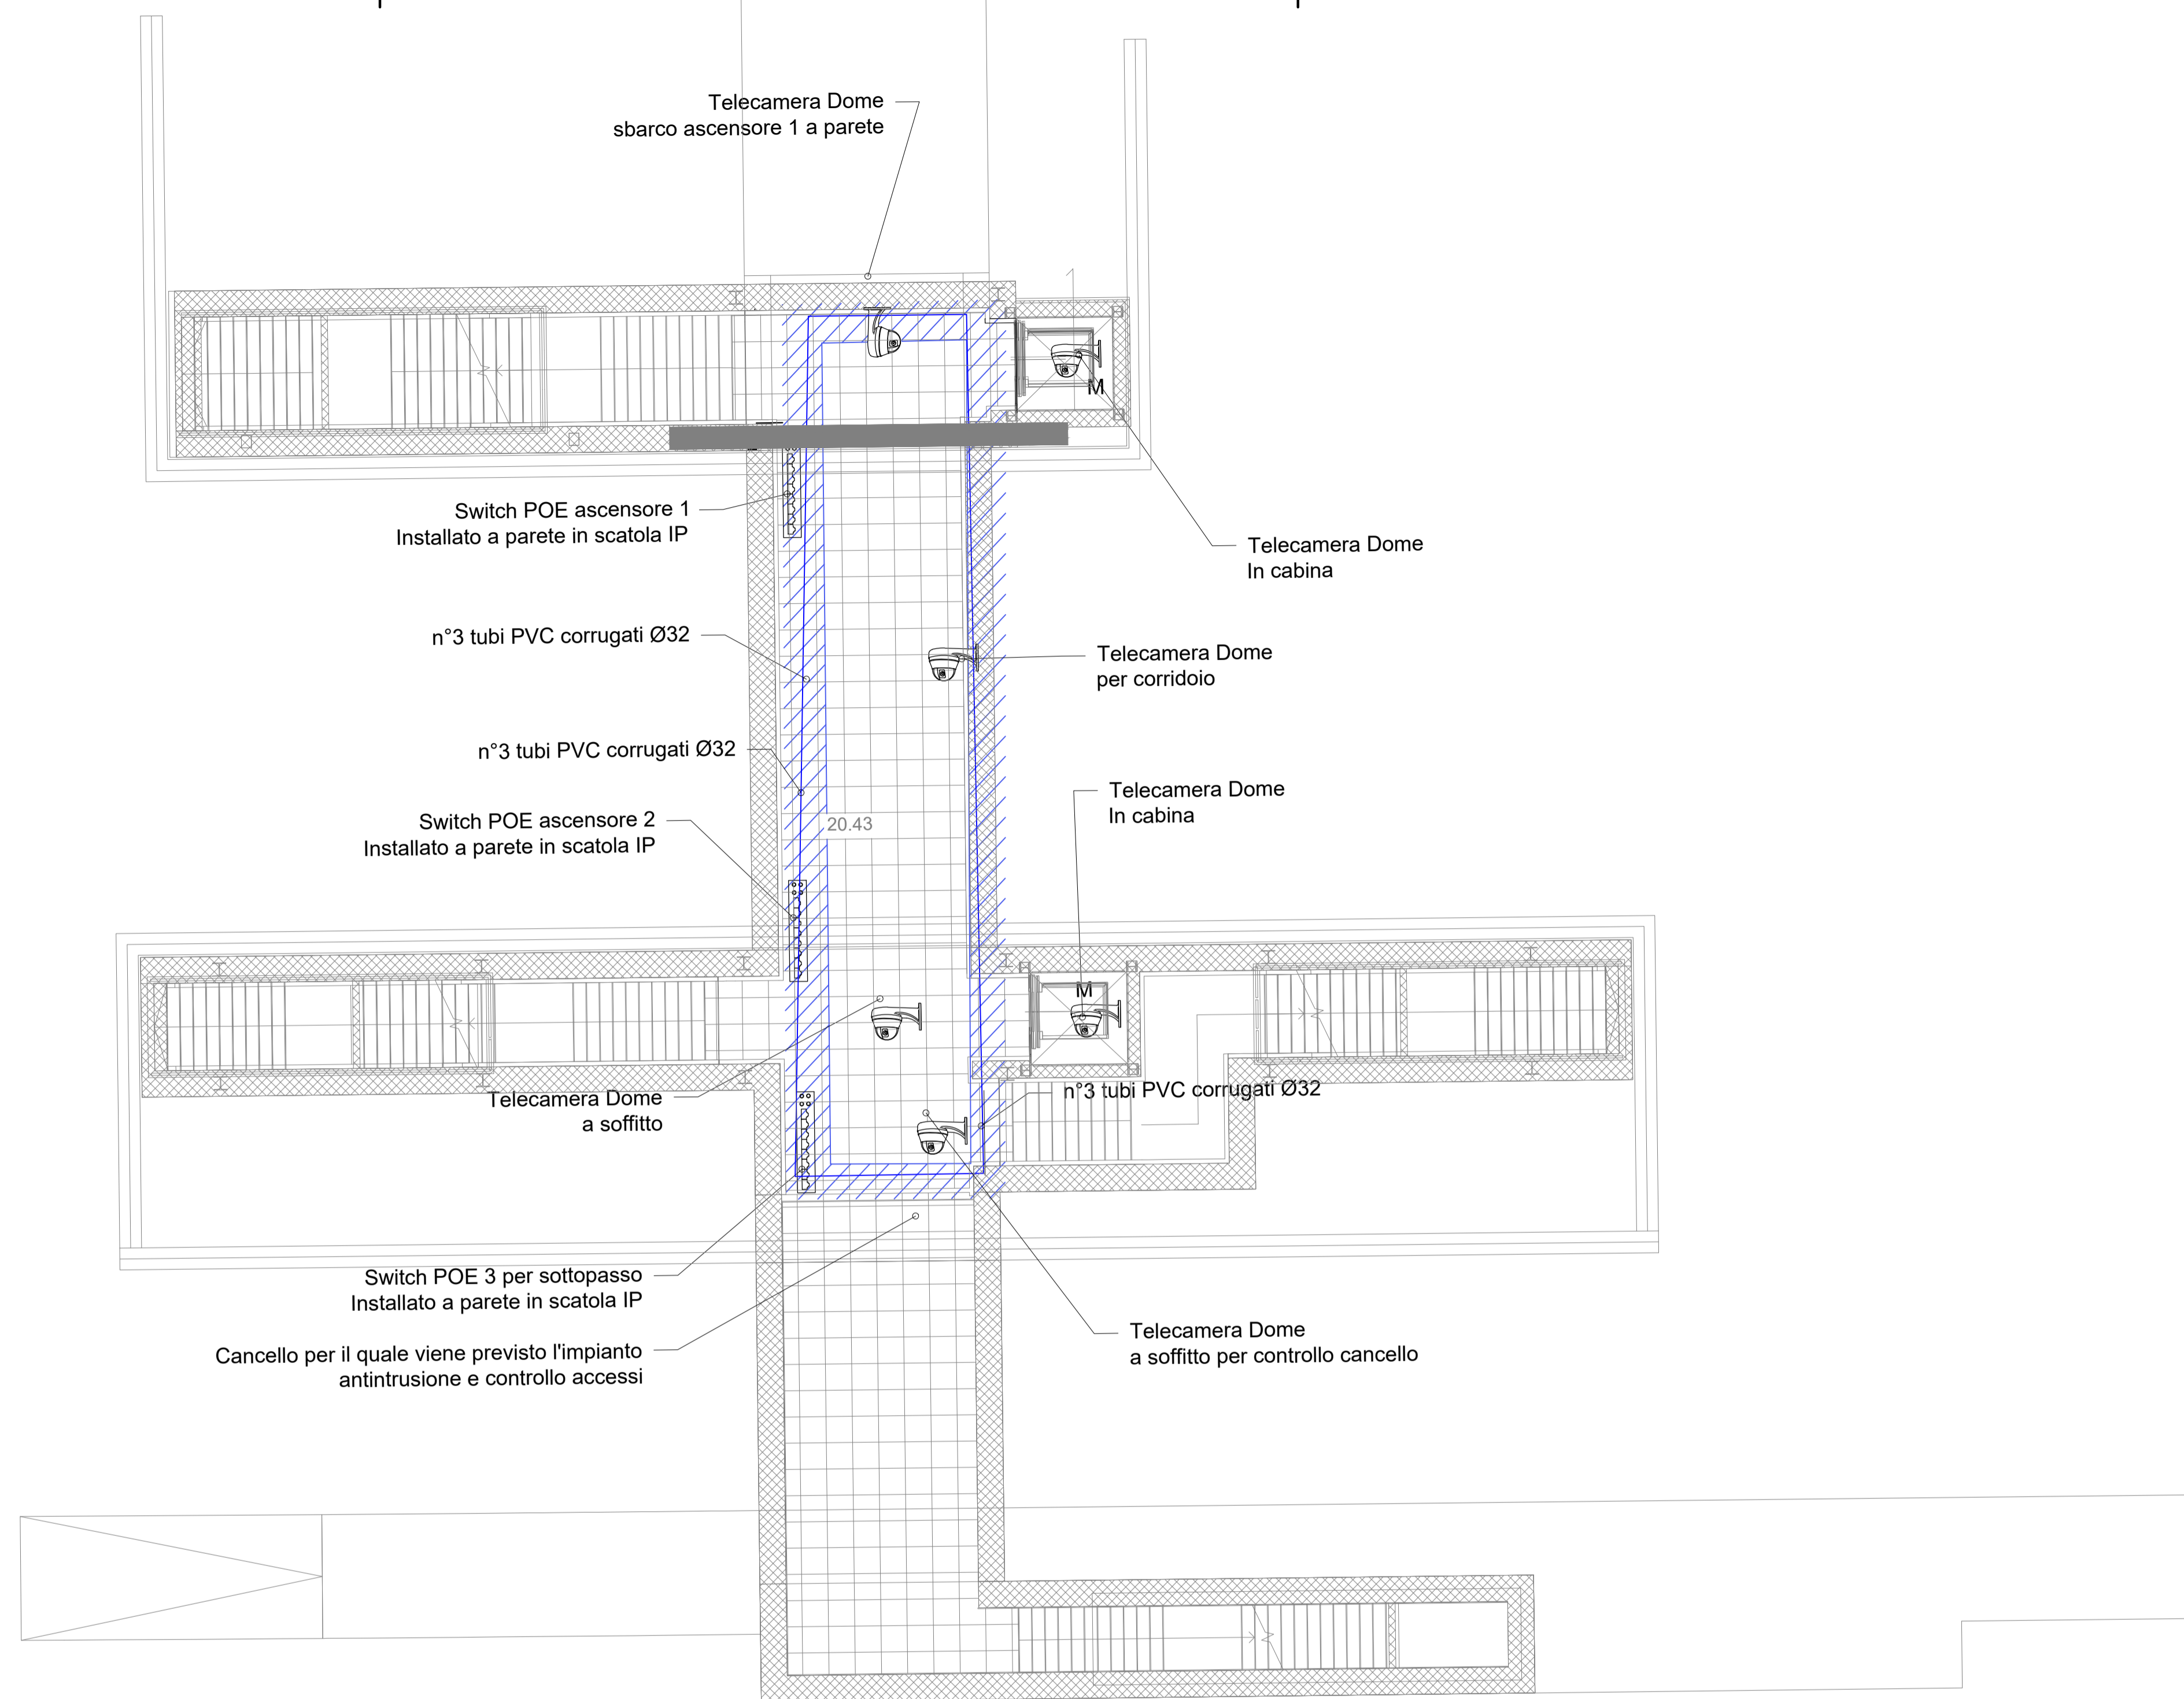 Telecamera Dome
sbarco ascensore 1 a parete
M
Switch POE ascensore 1
Installato a parete in scatola IP
Telecamera Dome
In cabina
n°3 tubi PVC corrugati Ø32
Telecamera Dome
per corridoio
n°3 tubi PVC corrugati Ø32
Telecamera Dome
In cabina
Switch POE ascensore 2
Installato a parete in scatola IP
20.43
M
Telecamera Dome
a soffitto
n°3 tubi PVC corrugati Ø32
Switch POE 3 per sottopasso
Installato a parete in scatola IP
Telecamera Dome
a soffitto per controllo cancello
Cancello per il quale viene previsto l'impianto
antintrusione e controllo accessi